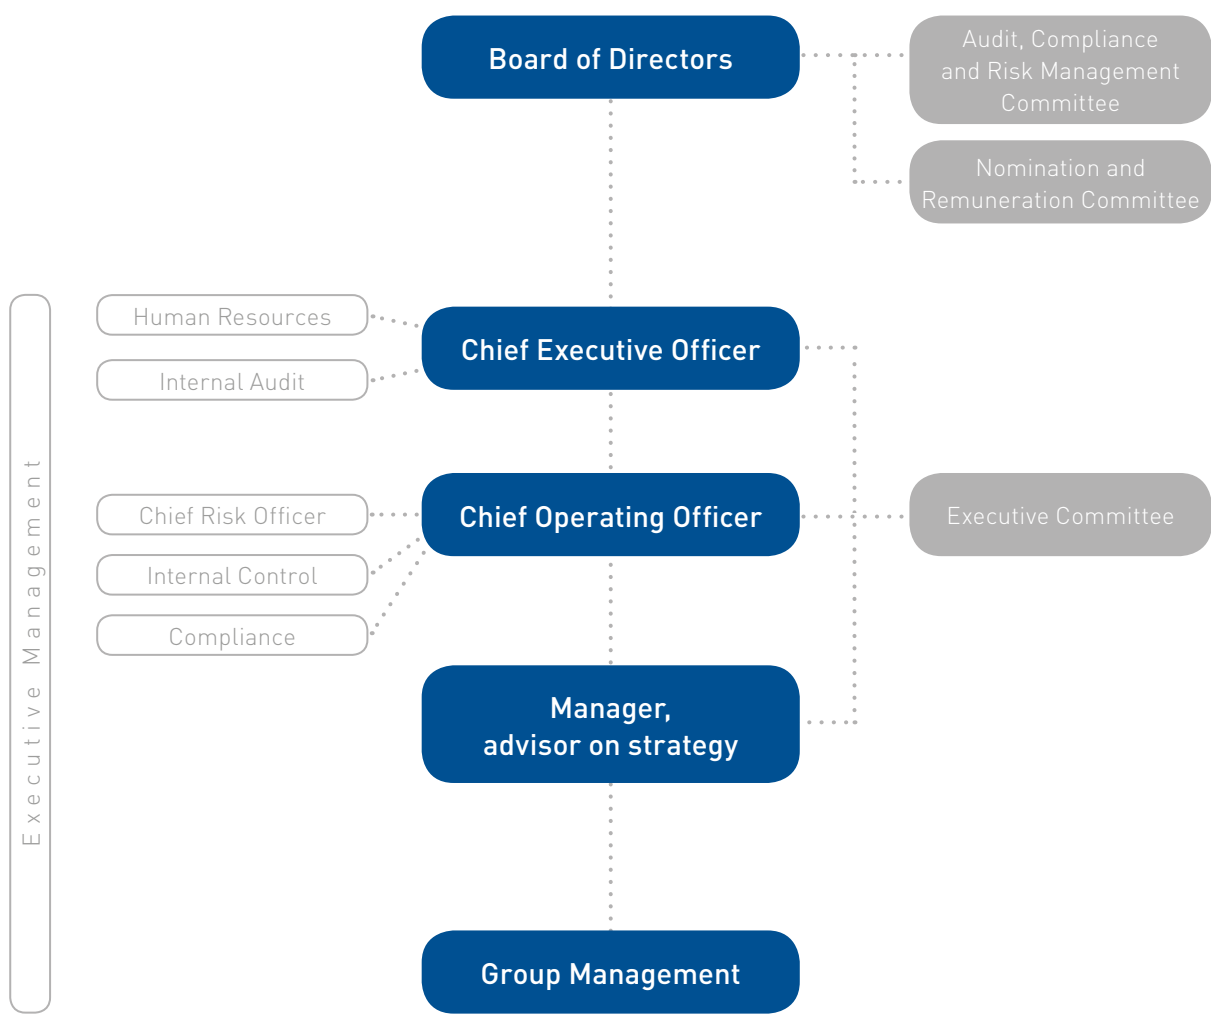 Board of Directors
Audit, Compliance
and Risk Management
Committee
Nomination and
Remuneration Committee
Executive Management
Human Resources
Internal Audit
Chief Executive Officer
Chief Risk Officer
Internal Control
Compliance
Chief Operating Officer
Executive Committee
Manager,
advisor on strategy
Group Management